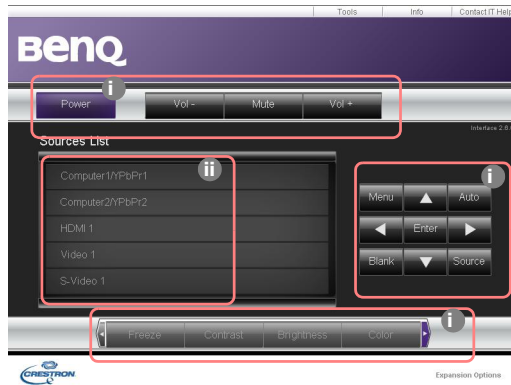 Tools Info Contact IT Help
BenQ
i
Power Vol - Mute Vol +
Interface 2.8.
Sources List
ii
i
Computer1/YPbPr1
Computer2/YPbPr2
HDMI 1
Video 1
S-Video 1
Menu Auto
Enter
Blank Source
i
Freeze Contrast Brightness Color
CRESTRON
Expansion Options